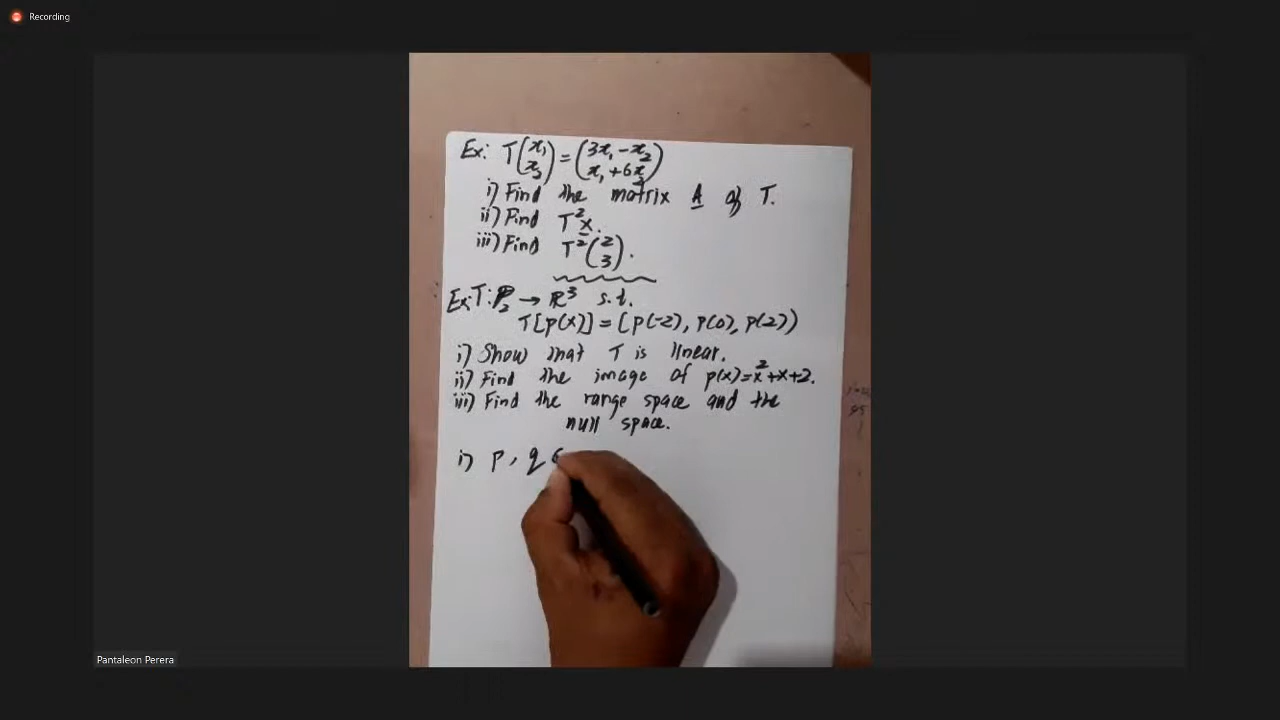 Recording
Ex: T(x₁ x₂) = (3x₁ - x₂ x₁ + 6x₂)
i) Find the matrix A of T.
ii) Find T²x.
iii) Find T²(2 3).
Ex: T: P₂ → ℝ³ s.t.
T[p(x)] = (p(-2), p(0), p(2))
i) Show that T is linear.
ii) Find the image of p(x) = x² + x + 2.
iii) Find the range space and the
null space.
i) p, q ∈
Pantaleon Perera